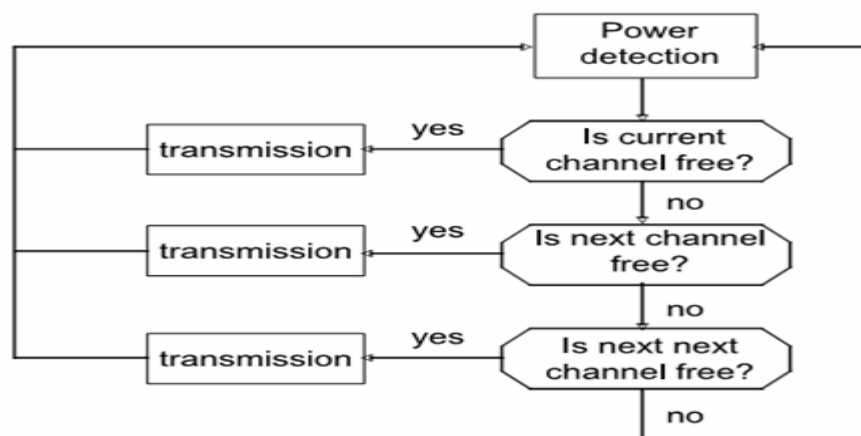 Power
detection
yes
Is current
transmission
channel free?
no
yes
Is next channel
transmission
free?
no
yes
Is next next
transmission
channel free?
no